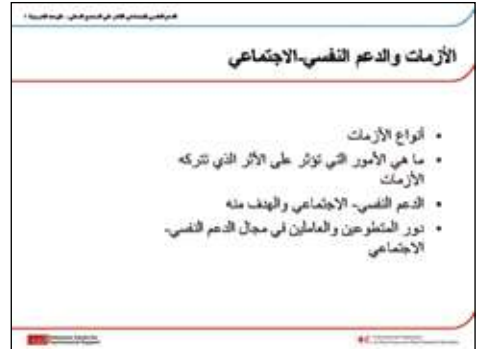 الأزمات والدعم النفسي-الاجتماعي
• أنواع الأزمات
• ما هي الأمور التي تؤثر على الأثر الذي تتركه
الأزمات
• الدعم النفسي- الاجتماعي والهدف منه
• دور المتطوعين والعاملين في مجال الدعم النفسي-
الاجتماعي